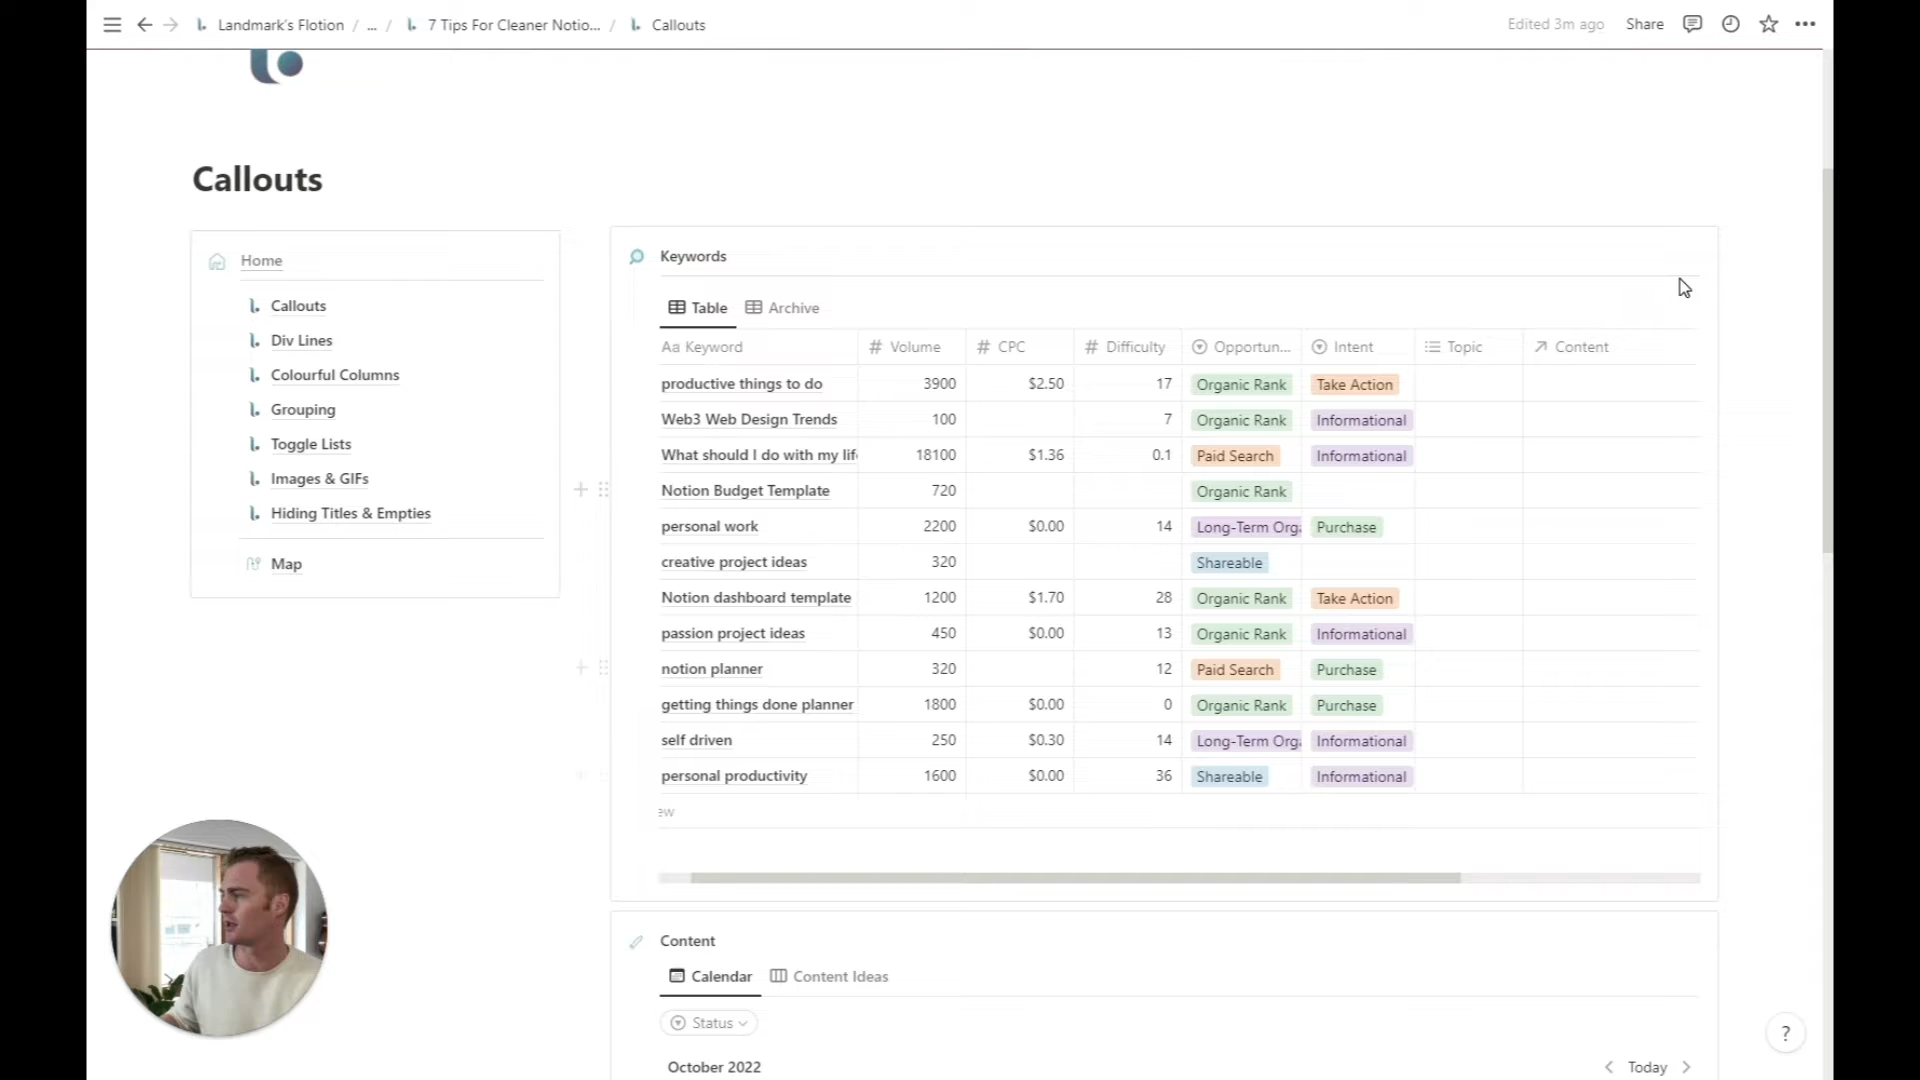 Landmark's Flotion / ... / 7 Tips For Cleaner Notio... / Callouts
Edited 3m ago Share
Callouts
Home
Callouts
Div Lines
Colourful Columns
Grouping
Toggle Lists
Images & GIFs
Hiding Titles & Empties
Map
Keywords
Table Archive
Aa Keyword # Volume # CPC # Difficulty Opportun... Intent Topic Content
productive things to do 3900 $2.50 17 Organic Rank Take Action
Web3 Web Design Trends 100 7 Organic Rank Informational
What should I do with my lif 18100 $1.36 0.1 Paid Search Informational
Notion Budget Template 720 Organic Rank
personal work 2200 $0.00 14 Long-Term Orga Purchase
creative project ideas 320 Shareable
Notion dashboard template 1200 $1.70 28 Organic Rank Take Action
passion project ideas 450 $0.00 13 Organic Rank Informational
notion planner 320 12 Paid Search Purchase
getting things done planner 1800 $0.00 0 Organic Rank Purchase
self driven 250 $0.30 14 Long-Term Orga Informational
personal productivity 1600 $0.00 36 Shareable Informational
ew
Content
Calendar Content Ideas
Status
October 2022 < Today >
?